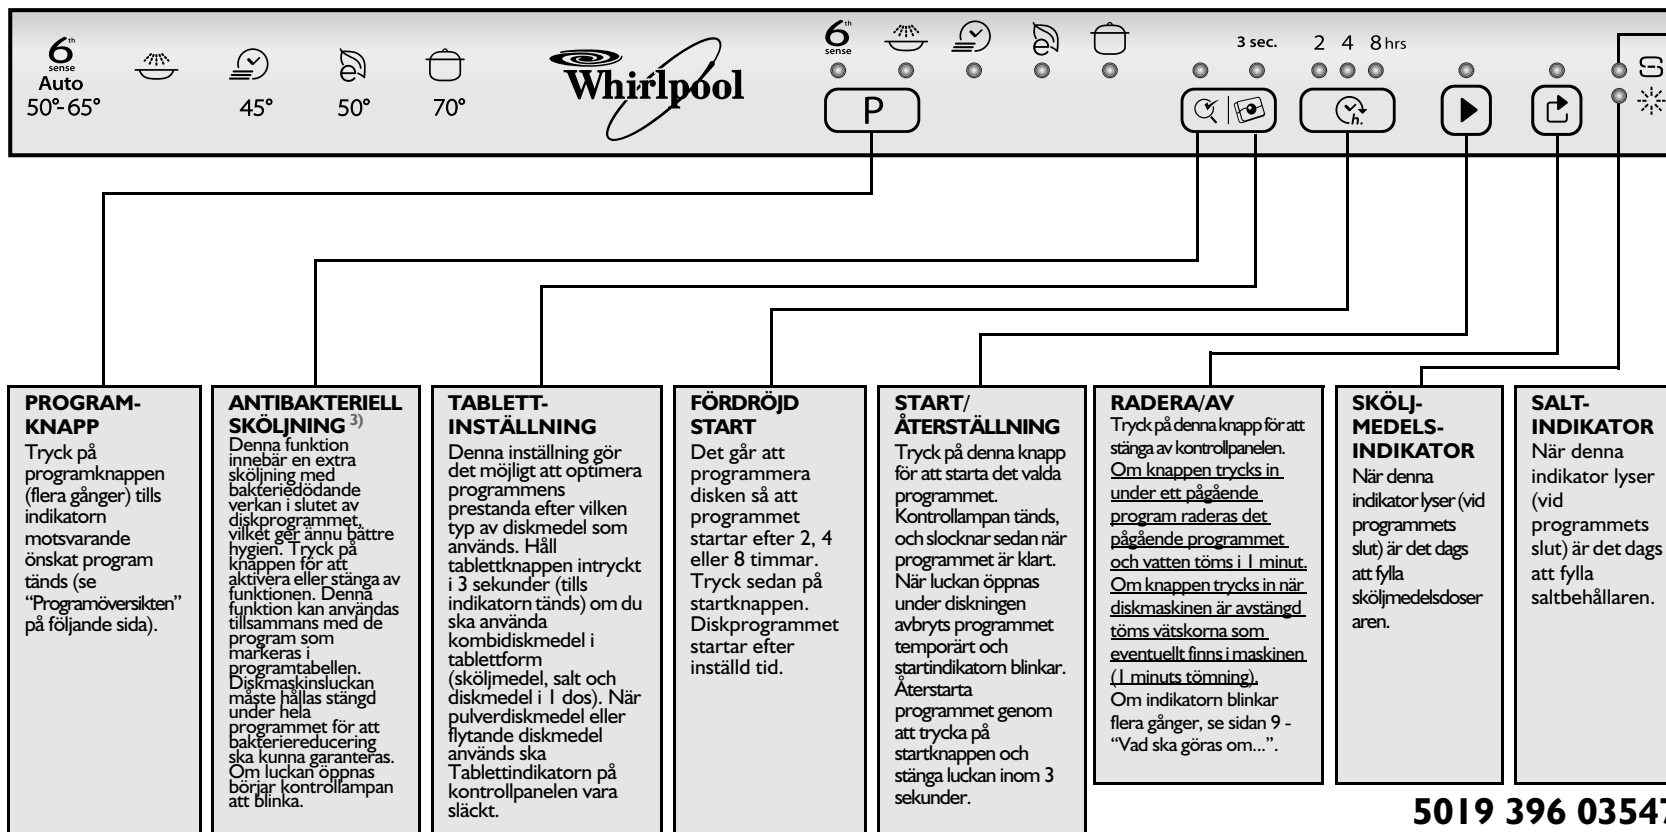 6th sense
Auto
50°-65°
45°
50°
70°
Whirlpool
6th sense
3 sec.
2 4 8 hrs
P
h.
PROGRAM-
KNAPP
Tryck på
programknappen
(flera gånger) tills
indikatorn
motsvarande
önskat program
tänds (se
“Programöversikten”
på följande sida).
ANTIBAKTERIELL
SKÖLJNING 3)
Denna funktion
innebär en extra
sköljning med
bakteriedödande
verkan i slutet av
diskprogrammet,
vilket ger ännu bättre
hygien. Tryck på
knappen för att
aktivera eller stänga av
funktionen. Denna
funktion kan användas
tillsammans med de
program som
markeras i
programtabellen.
Diskmaskinsluckan
måste hållas stängd
under hela
programmet för att
bakteriereducering
ska kunna garanteras.
Om luckan öppnas
börjar kontrollampan
att blinka.
TABLETT-
INSTÄLLNING
Denna inställning gör
det möjligt att optimera
programmens
prestanda efter vilken
typ av diskmedel som
används. Håll
tablettknappen intryckt
i 3 sekunder (tills
indikatorn tänds) om du
ska använda
kombidiskmedel i
tablettform
(sköljmedel, salt och
diskmedel i 1 dos). När
pulverdiskmedel eller
flytande diskmedel
används ska
Tablettindikatorn på
kontrollpanelen vara
släckt.
FÖRDRÖJD
START
Det går att
programmera
disken så att
programmet
startar efter 2, 4
eller 8 timmar.
Tryck sedan på
startknappen.
Diskprogrammet
startar efter
inställd tid.
START/
ÅTERSTÄLLNING
Tryck på denna knapp
för att starta det valda
programmet.
Kontrollampan tänds,
och slocknar sedan när
programmet är klart.
När luckan öppnas
under diskningen
avbryts programmet
temporärt och
startindikatorn blinkar.
Återstarta
programmet genom
att trycka på
startknappen och
stänga luckan inom 3
sekunder.
RADERA/AV
Tryck på denna knapp för att
stänga av kontrollpanelen.
Om knappen trycks in
under ett pågående
program raderas det
pågående programmet
och vatten töms i 1 minut.
Om knappen trycks in när
diskmaskinen är avstängd
töms vätskorna som
eventuellt finns i maskinen
(1 minuts tömning).
Om indikatorn blinkar
flera gånger, se sidan 9 -
“Vad ska göras om...”.
SKÖLJ-
MEDELS-
INDIKATOR
När denna
indikator lyser (vid
programmets
slut) är det dags
att fylla
sköljmedelsdoser
aren.
SALT-
INDIKATOR
När denna
indikator lyser
(vid
programmets
slut) är det dags
att fylla
saltbehållaren.
5019 396 03547